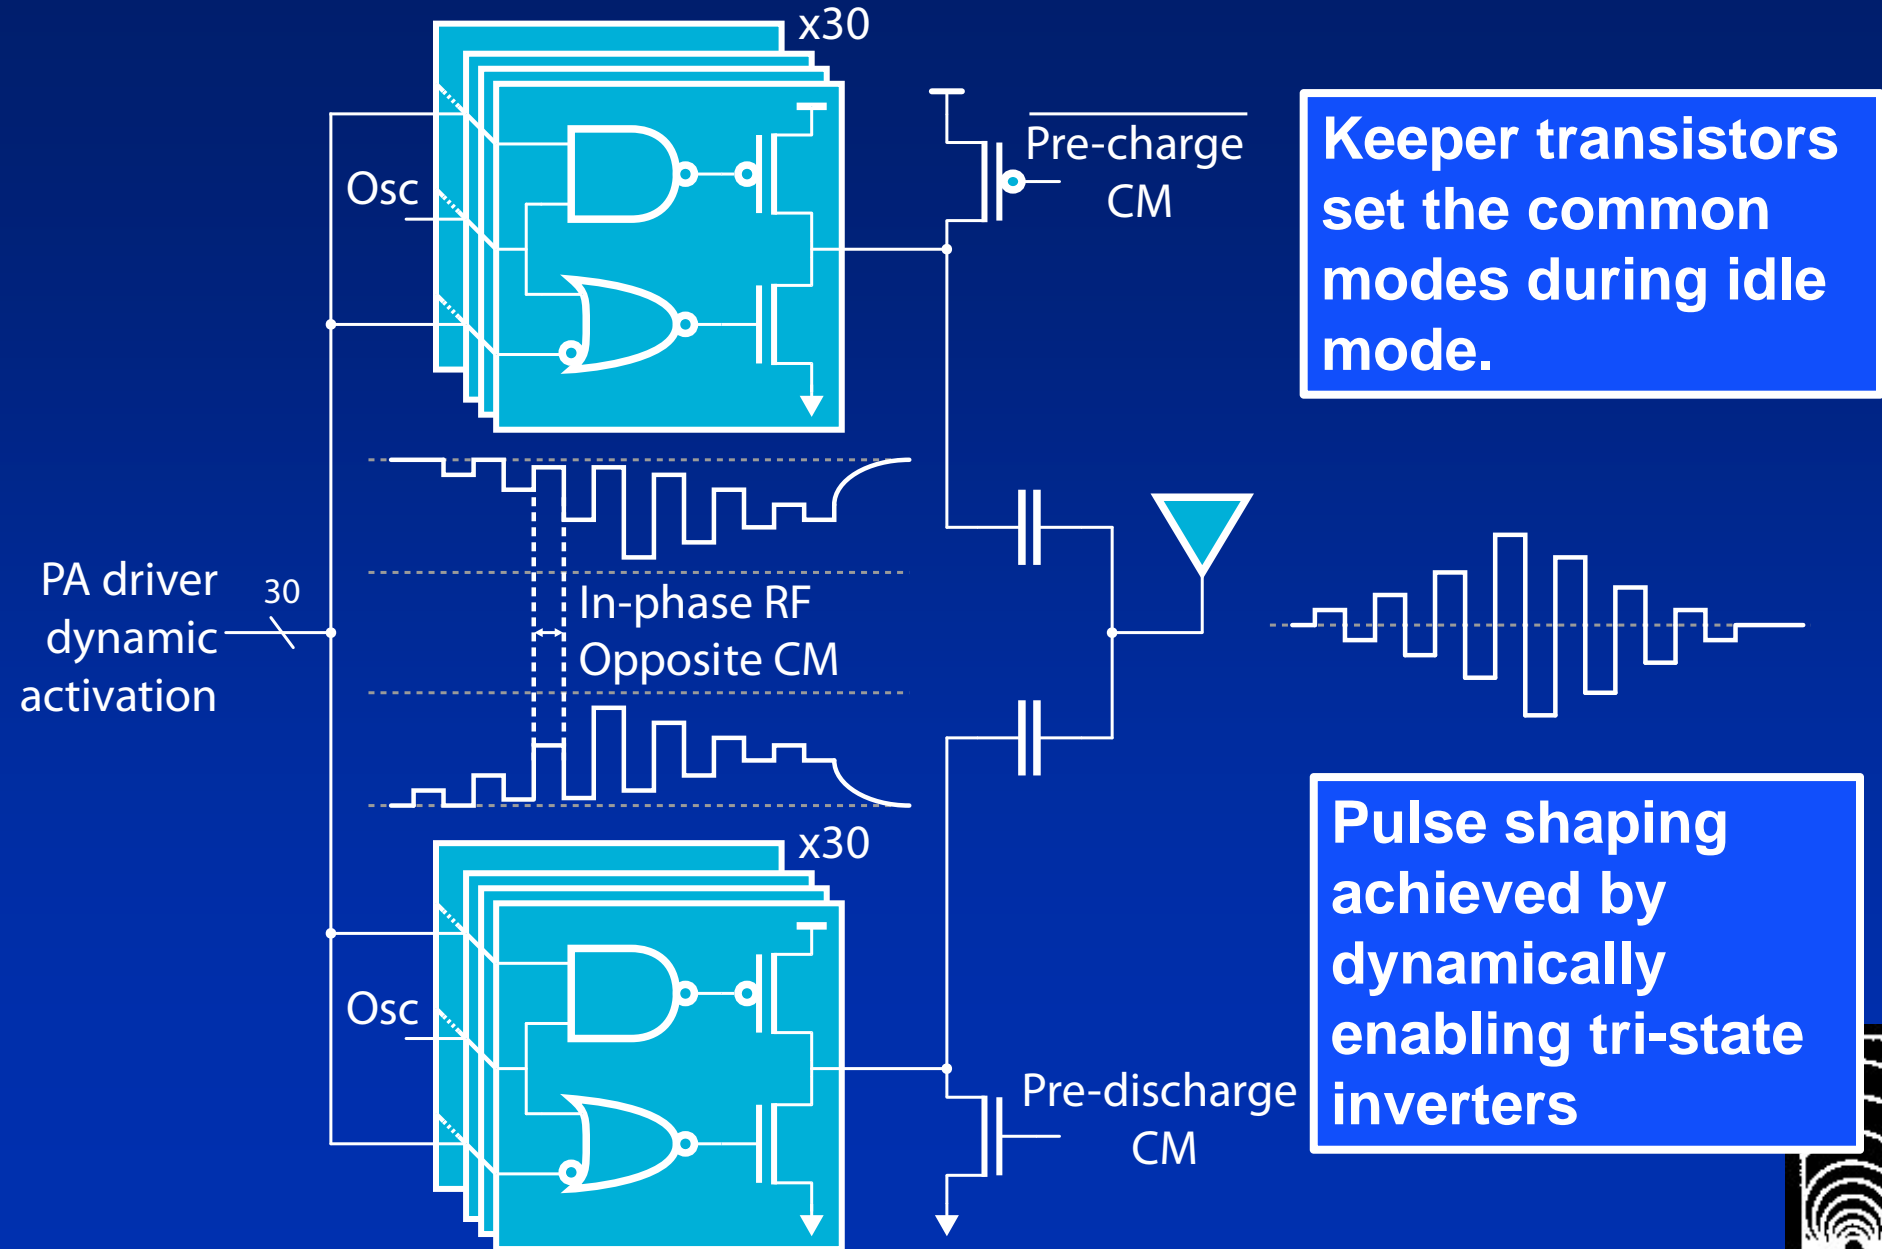 x30
Osc
Pre-charge
CM
Keeper transistors
set the common
modes during idle
mode.
PA driver
dynamic
activation
30
In-phase RF
Opposite CM
x30
Osc
Pre-discharge
CM
Pulse shaping
achieved by
dynamically
enabling tri-state
inverters